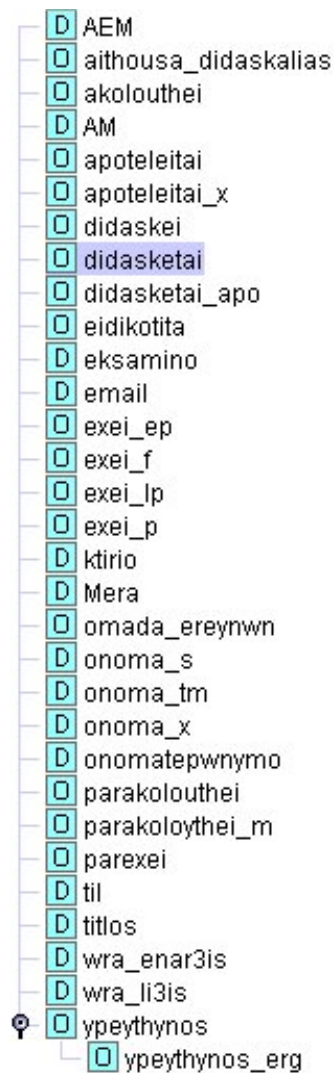 D AEM
O aithousa_didaskalias
O akolouthei
D AM
O apoteleitai
O apoteleitai_x
O didaskei
O didasketai
O didasketai_apo
O eidikotita
D eksamino
D email
O exei_ep
O exei_f
O exei_lp
O exei_p
D ktirio
D Mera
O omada_ereynwn
D onoma_s
D onoma_tm
D onoma_x
D onomatepwnymo
O parakolouthei
O parakoloythei_m
O parexei
D til
D titlos
D wra_enar3is
D wra_li3is
O ypeythynos
O ypeythynos_erg